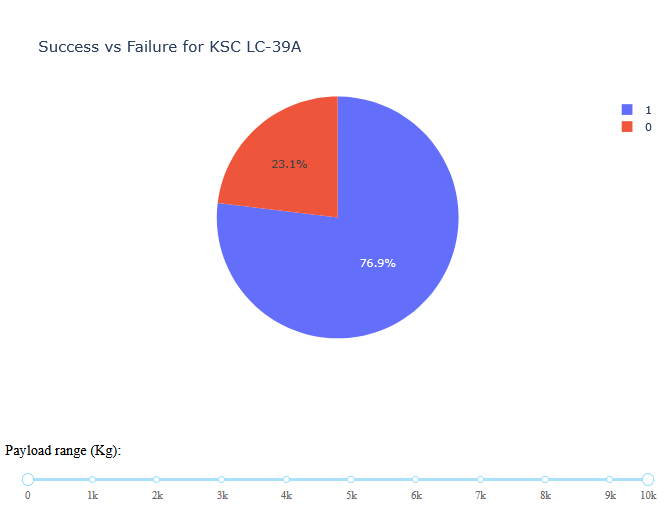 Success vs Failure for KSC LC-39A
1
0
23.1%
76.9%
Payload range (Kg):
0 1k 2k 3k 4k 5k 6k 7k 8k 9k 10k